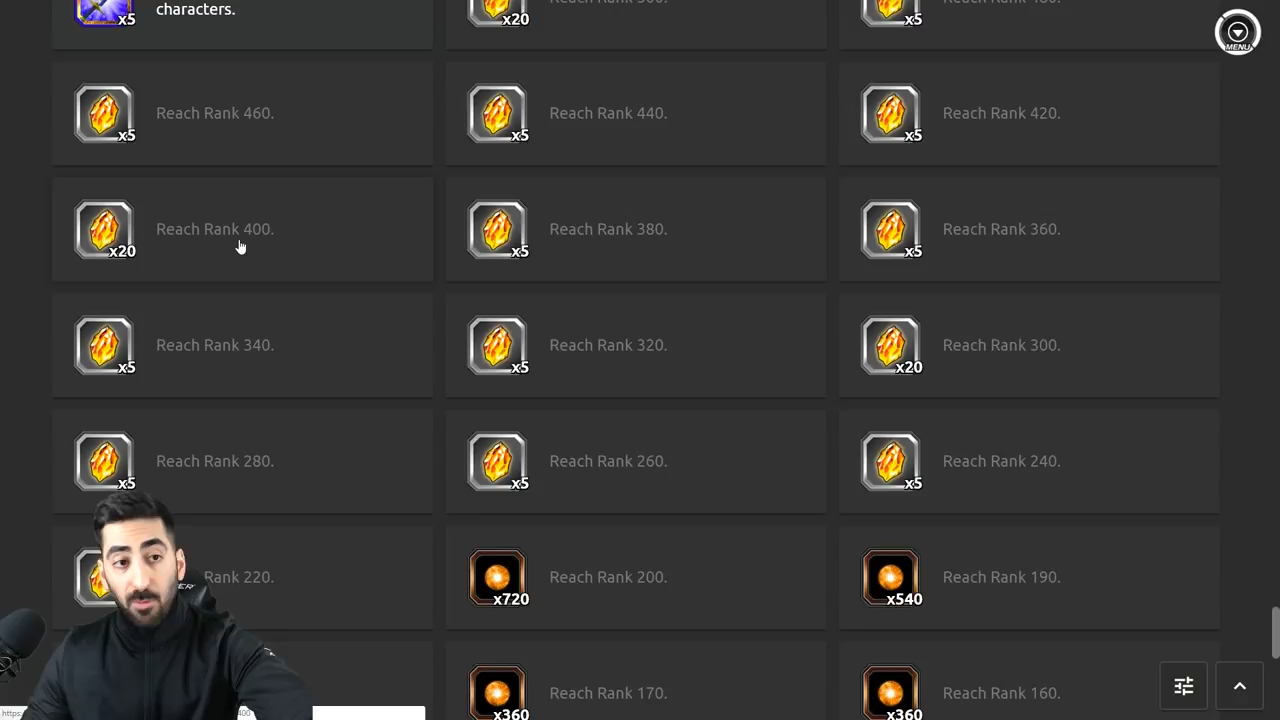 x5
characters.
x20
x5
MENU
x5
Reach Rank 460.
x5
Reach Rank 440.
x5
Reach Rank 420.
x20
Reach Rank 400.
x5
Reach Rank 380.
x5
Reach Rank 360.
x5
Reach Rank 340.
x5
Reach Rank 320.
x20
Reach Rank 300.
x5
Reach Rank 280.
x5
Reach Rank 260.
x5
Reach Rank 240.
Rank 220.
x720
Reach Rank 200.
x540
Reach Rank 190.
x360
Reach Rank 170.
x360
Reach Rank 160.
https:
400